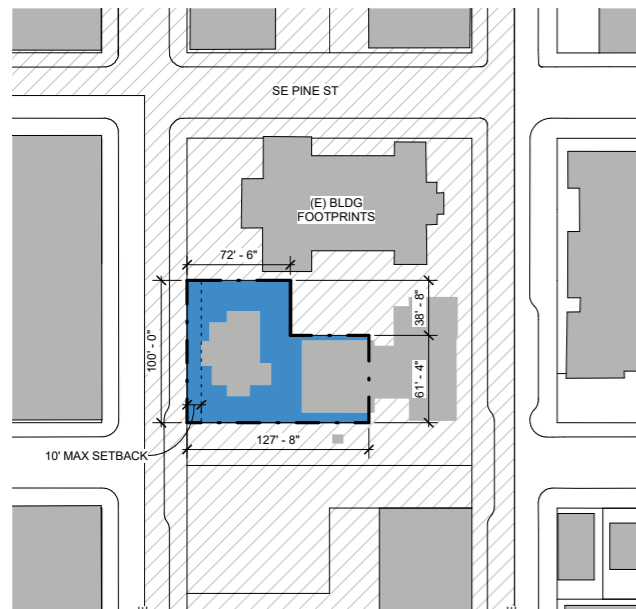 SE PINE ST
(E) BLDG
FOOTPRINTS
72' - 6"
38' - 8"
100' - 0"
61' - 4"
127' - 8"
10' MAX SETBACK